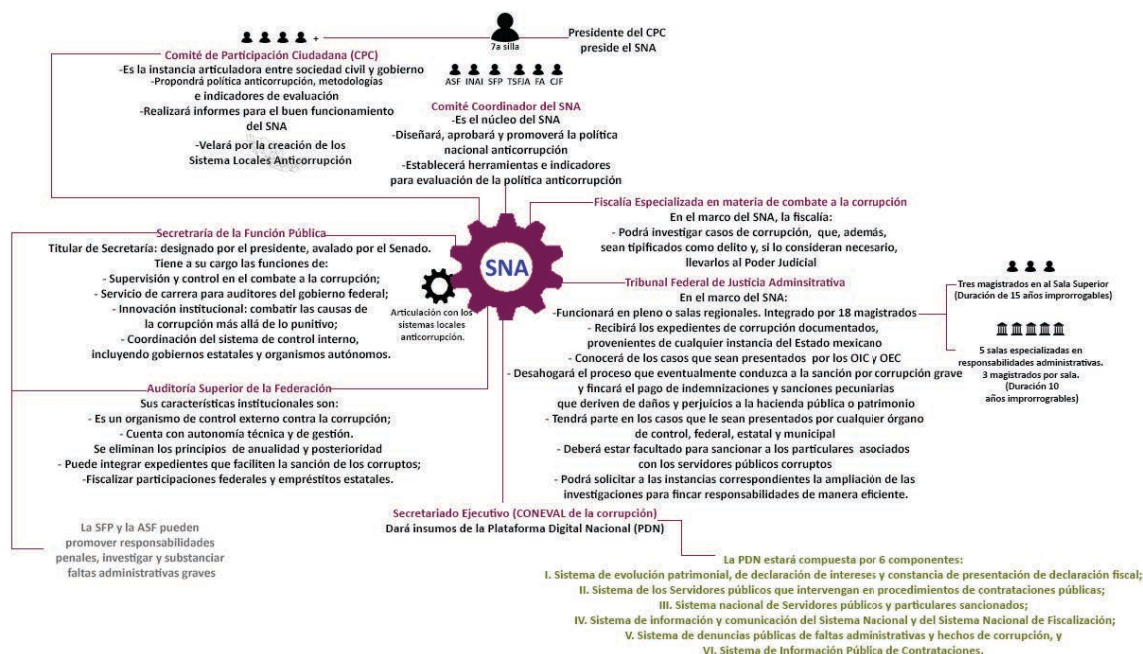 +
7a silla
Presidente del CPC
preside el SNA
Comité de Participación Ciudadana (CPC)
-Es la instancia articuladora entre sociedad civil y gobierno
-Propondrá política anticorrupción, metodologías
e indicadores de evaluación
-Realizará informes para el buen funcionamiento
del SNA
-Velará por la creación de los
Sistema Locales Anticorrupción
ASF INAI SFP TSFJA FA CJF
Comité Coordinador del SNA
-Es el núcleo del SNA
-Diseñará, aprobará y promoverá la política
nacional anticorrupción
-Establecerá herramientas e indicadores
para evaluación de la política anticorrupción
SNA
Articulación con los
sistemas locales
anticorrupción.
Secretraría de la Función Pública
Titular de Secretaría: designado por el presidente, avalado por el Senado.
Tiene a su cargo las funciones de:
- Supervisión y control en el combate a la corrupción;
- Servicio de carrera para auditores del gobierno federal;
- Innovación institucional: combatir las causas de
la corrupción más allá de lo punitivo;
- Coordinación del sistema de control interno,
incluyendo gobiernos estatales y organismos autónomos.
Auditoría Superior de la Federación
Sus características institucionales son:
- Es un organismo de control externo contra la corrupción;
- Cuenta con autonomía técnica y de gestión.
Se eliminan los principios de anualidad y posterioridad
- Puede integrar expedientes que faciliten la sanción de los corruptos;
-Fiscalizar participaciones federales y empréstitos estatales.
La SFP y la ASF pueden
promover responsabilidades
penales, investigar y substanciar
faltas administrativas graves
Fiscalía Especializada en materia de combate a la corrupción
En el marco del SNA, la fiscalía:
- Podrá investigar casos de corrupción, que, además,
sean tipificados como delito y, si lo consideran necesario,
llevarlos al Poder Judicial
Tribunal Federal de Justicia Adminsitrativa
En el marco del SNA:
-Funcionará en pleno o salas regionales. Integrado por 18 magistrados
- Recibirá los expedientes de corrupción documentados,
provenientes de cualquier instancia del Estado mexicano
- Conocerá de los casos que sean presentados por los OIC y OEC
- Desahogará el proceso que eventualmente conduzca a la sanción por corrupción grave
y fincará el pago de indemnizaciones y sanciones pecuniarias
que deriven de daños y perjuicios a la hacienda pública o patrimonio
- Tendrá parte en los casos que le sean presentados por cualquier órgano
de control, federal, estatal y municipal
- Deberá estar facultado para sancionar a los particulares asociados
con los servidores públicos corruptos
- Podrá solicitar a las instancias correspondientes la ampliación de las
investigaciones para fincar responsabilidades de manera eficiente.
Tres magistrados en al Sala Superior
(Duración de 15 años improrrogables)
5 salas especializadas en
responsabilidades administrativas.
3 magistrados por sala.
(Duración 10
años improrrogables)
Secretariado Ejecutivo (CONEVAL de la corrupción)
Dará insumos de la Plataforma Digital Nacional (PDN)
La PDN estará compuesta por 6 componentes:
I. Sistema de evolución patrimonial, de declaración de intereses y constancia de presentación de declaración fiscal;
II. Sistema de los Servidores públicos que intervengan en procedimientos de contrataciones públicas;
III. Sistema nacional de Servidores públicos y particulares sancionados;
IV. Sistema de información y comunicación del Sistema Nacional y del Sistema Nacional de Fiscalización;
V. Sistema de denuncias públicas de faltas administrativas y hechos de corrupción, y
VI. Sistema de Información Pública de Contrataciones.